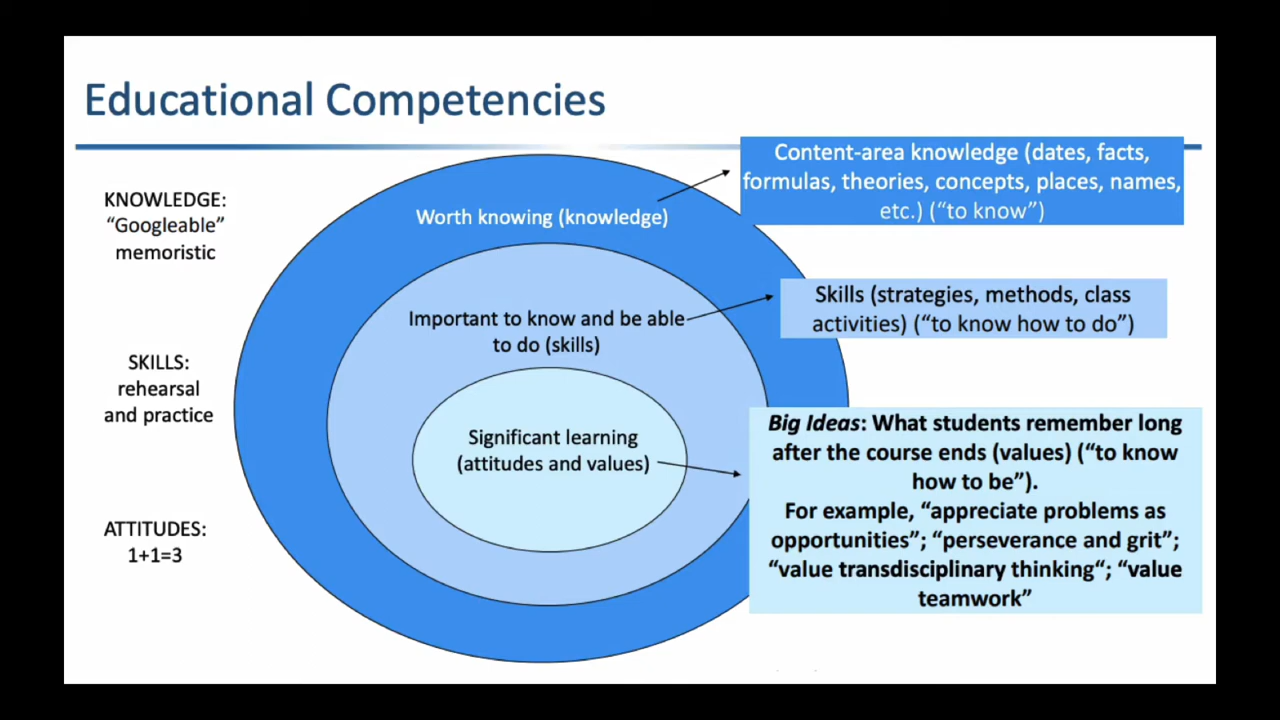 Educational Competencies
KNOWLEDGE:
“Googleable”
memoristic
SKILLS:
rehearsal
and practice
ATTITUDES:
1+1=3
Worth knowing (knowledge)
Important to know and be able
to do (skills)
Significant learning
(attitudes and values)
Content-area knowledge (dates, facts,
formulas, theories, concepts, places, names,
etc.) (“to know”)
Skills (strategies, methods, class
activities) (“to know how to do”)
Big Ideas: What students remember long
after the course ends (values) (“to know
how to be”).
For example, “appreciate problems as
opportunities”; “perseverance and grit”;
“value transdisciplinary thinking“; “value
teamwork”